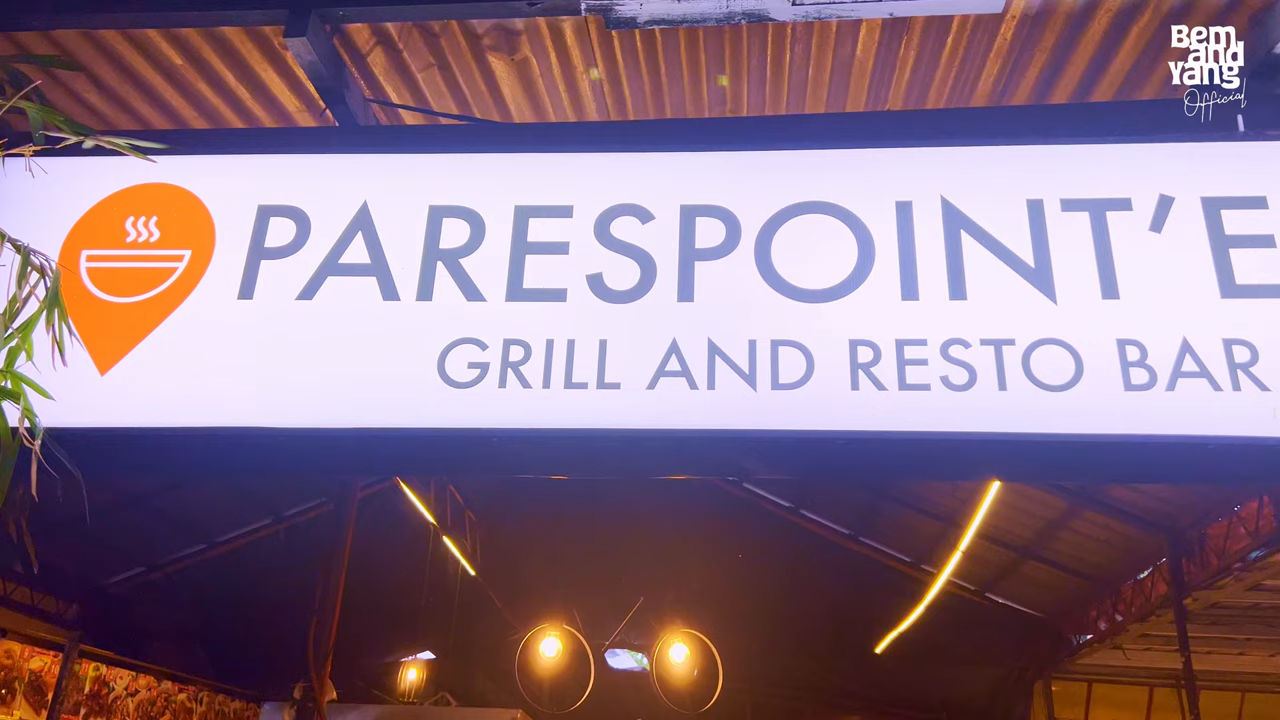 Bem
and
Yang
Official
PARESPOINT'E
GRILL AND RESTO BAR